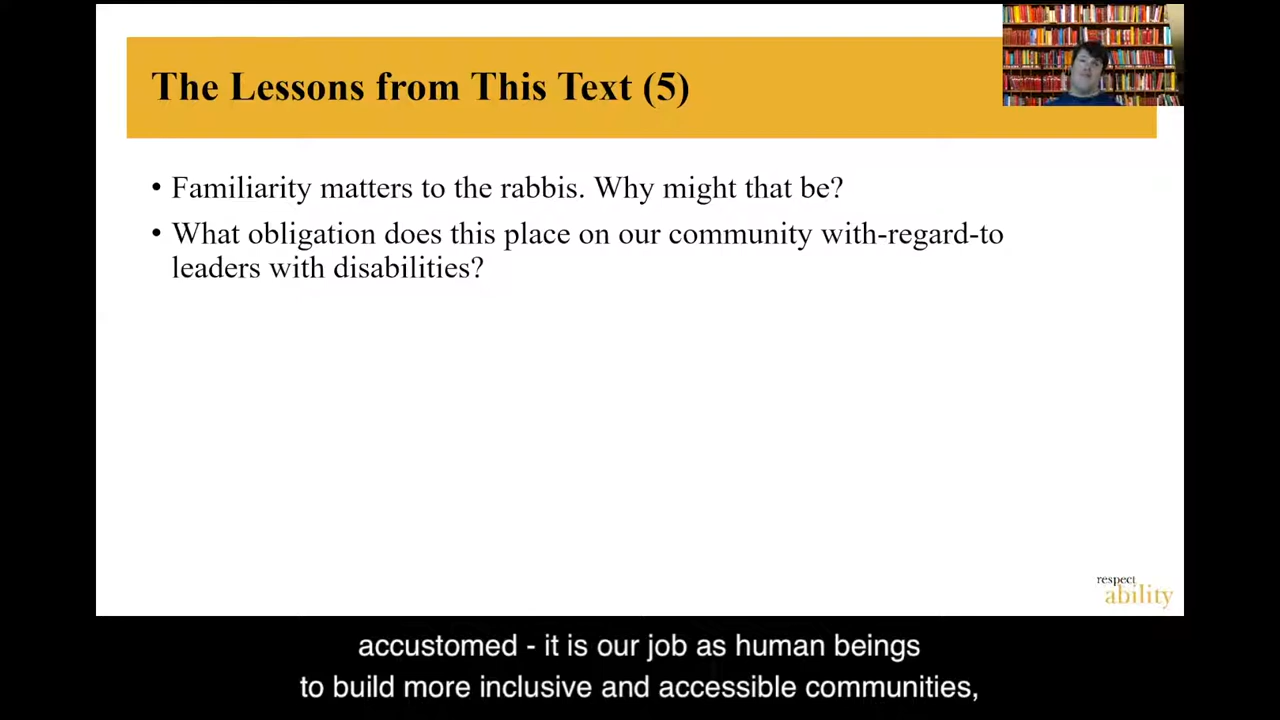 The Lessons from This Text (5)
• Familiarity matters to the rabbis. Why might that be?
• What obligation does this place on our community with-regard-to
leaders with disabilities?
respect
ability
accustomed - it is our job as human beings
to build more inclusive and accessible communities,